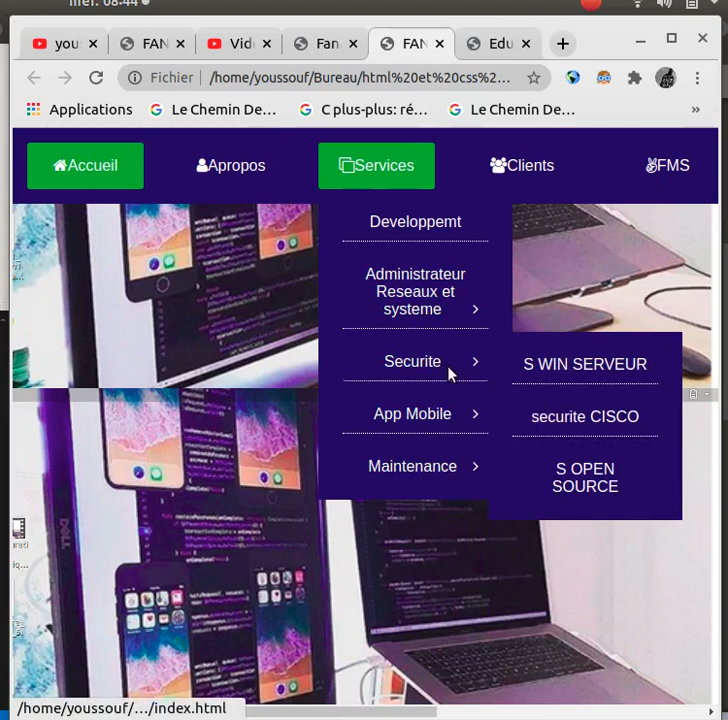 mer. 08:44
you
FAN
Vid
Fan
FAN
Edu
Fichier | /home/youssouf/Bureau/html%20et%20css%2...
Applications
Le Chemin De...
C plus-plus: ré...
Le Chemin De...
»
Accueil
Apropos
Services
Clients
FMS
Developpemt
Administrateur
Reseaux et
systeme
Securite
App Mobile
Maintenance
S WIN SERVEUR
securite CISCO
S OPEN
SOURCE
DELL
/home/youssouf/.../index.html